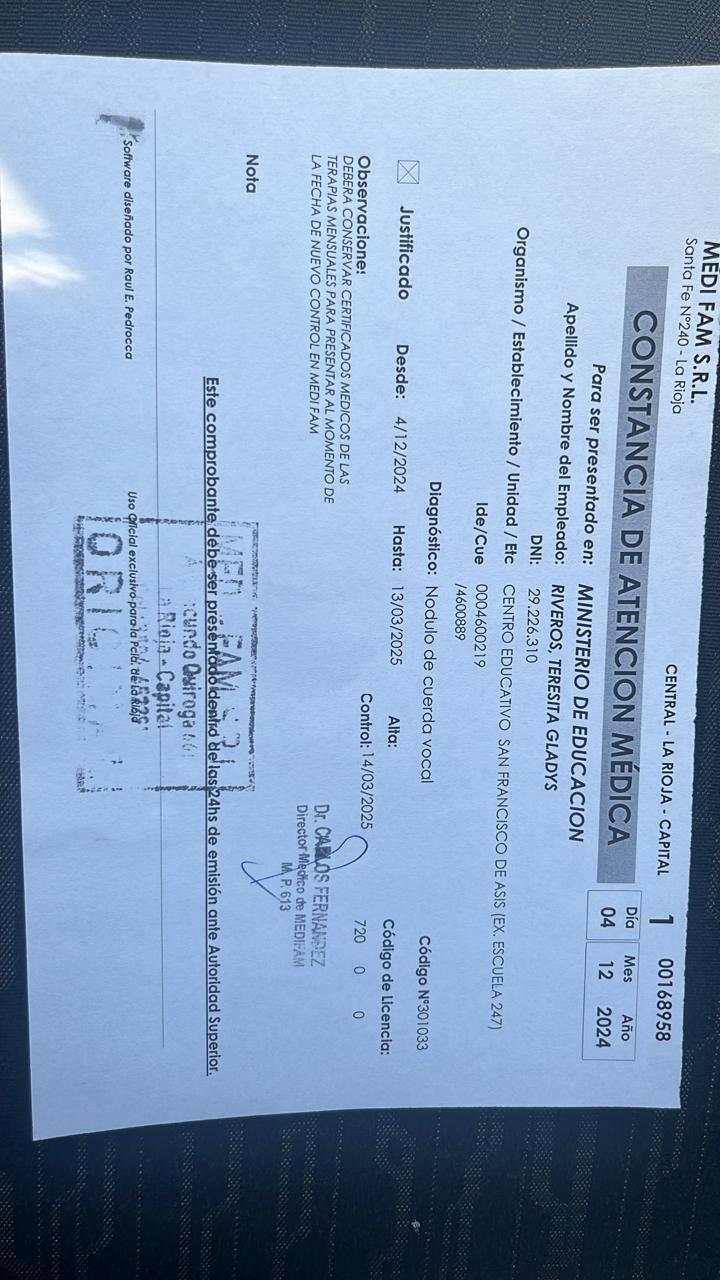 MEDI FAM S.R.L.
Santa Fe N°240 - La Rioja
CENTRAL - LA RIOJA - CAPITAL 1 00168958
CONSTANCIA DE ATENCION MÉDICA
Día Mes Año
04 12 2024
Para ser presentado en: MINISTERIO DE EDUCACION
Apellido y Nombre del Empleado: RIVEROS, TERESITA GLADYS
DNI: 29.226.310
Organismo / Establecimiento / Unidad / Etc CENTRO EDUCATIVO SAN FRANCISCO DE ASIS (EX. ESCUELA 247)
Ide/Cue 0004600219
/4600889
Diagnóstico: Nodulo de cuerda vocal Código N°301033
Justificado Desde: 4/12/2024 Hasta: 13/03/2025 Alta: Código de Licencia:
Control: 14/03/2025 720 0 0
Observacione:
DEBERA CONSERVAR CERTIFICADOS MEDICOS DE LAS
TERAPIAS MENSUALES PARA PRESENTAR AL MOMENTO DE
LA FECHA DE NUEVO CONTROL EN MEDI FAM
Dr. CARLOS FERNANDEZ
Director Médico de MEDIFAM
M. P. 613
Nota
Este comprobante debe ser presentado dentro de las 24hs de emisión ante Autoridad Superior.
Quiroga
La Rioja - Capital
Software diseñado por Raul E. Pedrocca Uso Oficial exclusivo para la Pcia. de La Rioja